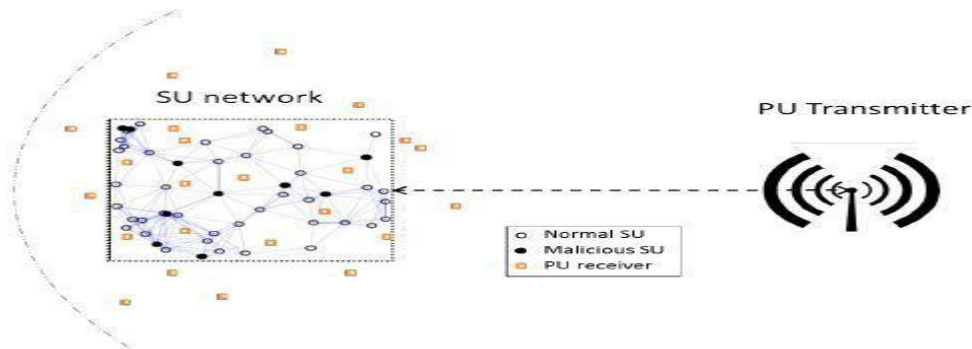 SU network
PU Transmitter
Normal SU
Malicious SU
PU receiver